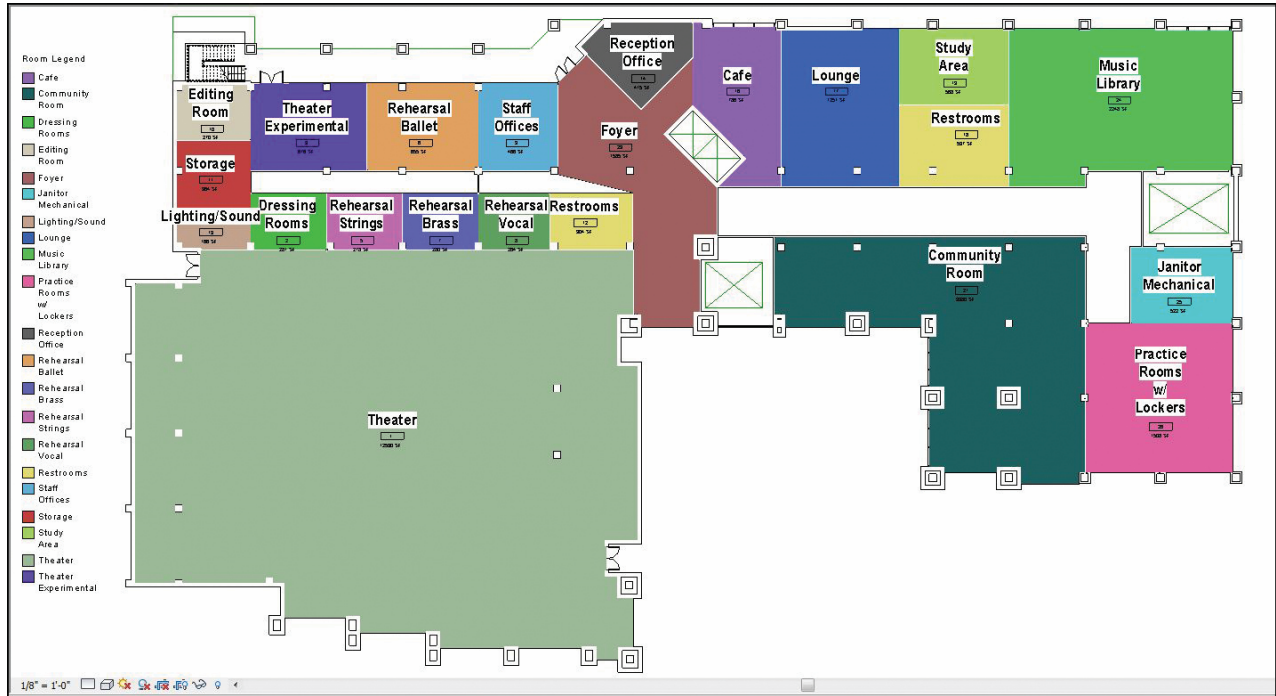 Room Legend
Cafe
Community
Room
Dressing
Rooms
Editing
Room
Foyer
Janitor
Mechanical
Lighting/Sound
Lounge
Music
Library
Practice
Rooms
w/
Lockers
Reception
Office
Rehearsal
Ballet
Rehearsal
Brass
Rehearsal
Strings
Rehearsal
Vocal
Restrooms
Staff
Offices
Storage
Study
Area
Theater
Theater
Experimental
Reception
Office
Editing
Room
Theater
Experimental
Rehearsal
Ballet
Staff
Offices
Foyer
Cafe
Lounge
Study
Area
Restrooms
Music
Library
Storage
Lighting/Sound
Dressing
Rooms
Rehearsal
Strings
Rehearsal
Brass
Rehearsal
Vocal
Restrooms
Community
Room
Janitor
Mechanical
Practice
Rooms
w/
Lockers
Theater
1/8" = 1'-0"